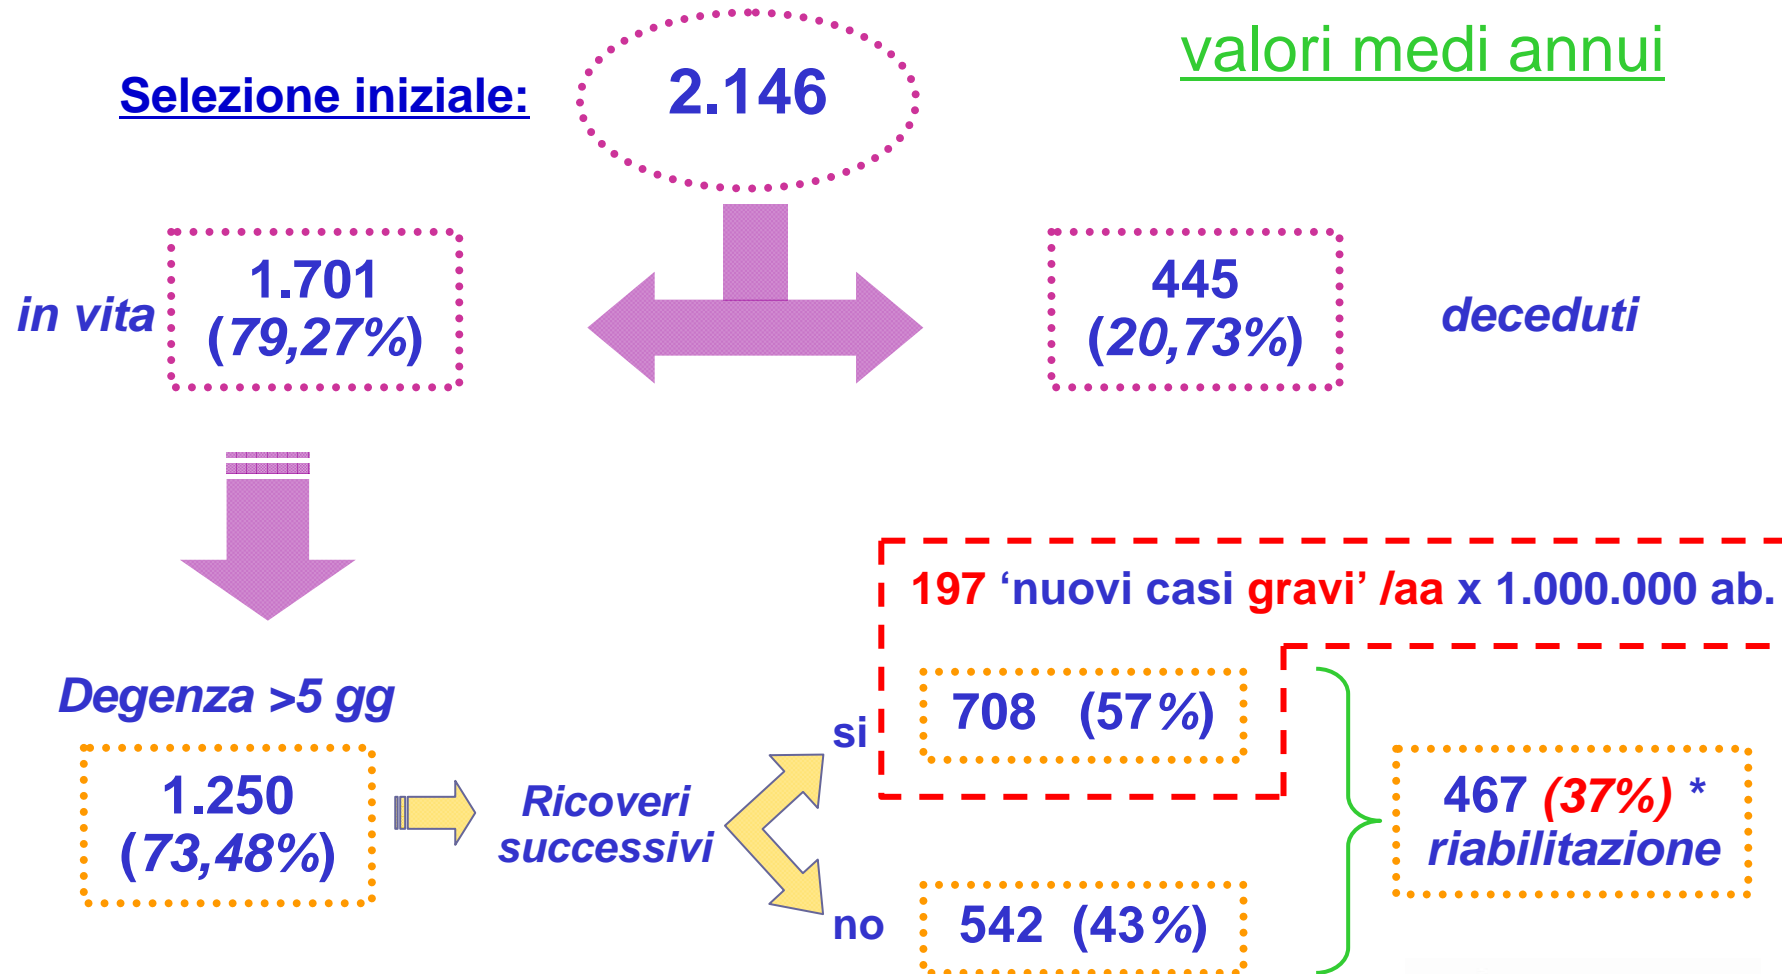 valori medi annui
Selezione iniziale:
2.146
in vita
1.701
(79,27%)
445
(20,73%)
deceduti
197 ‘nuovi casi gravi’ /aa x 1.000.000 ab.
Degenza >5 gg
1.250
(73,48%)
Ricoveri
successivi
si
708 (57%)
no
542 (43%)
467 (37%) *
riabilitazione